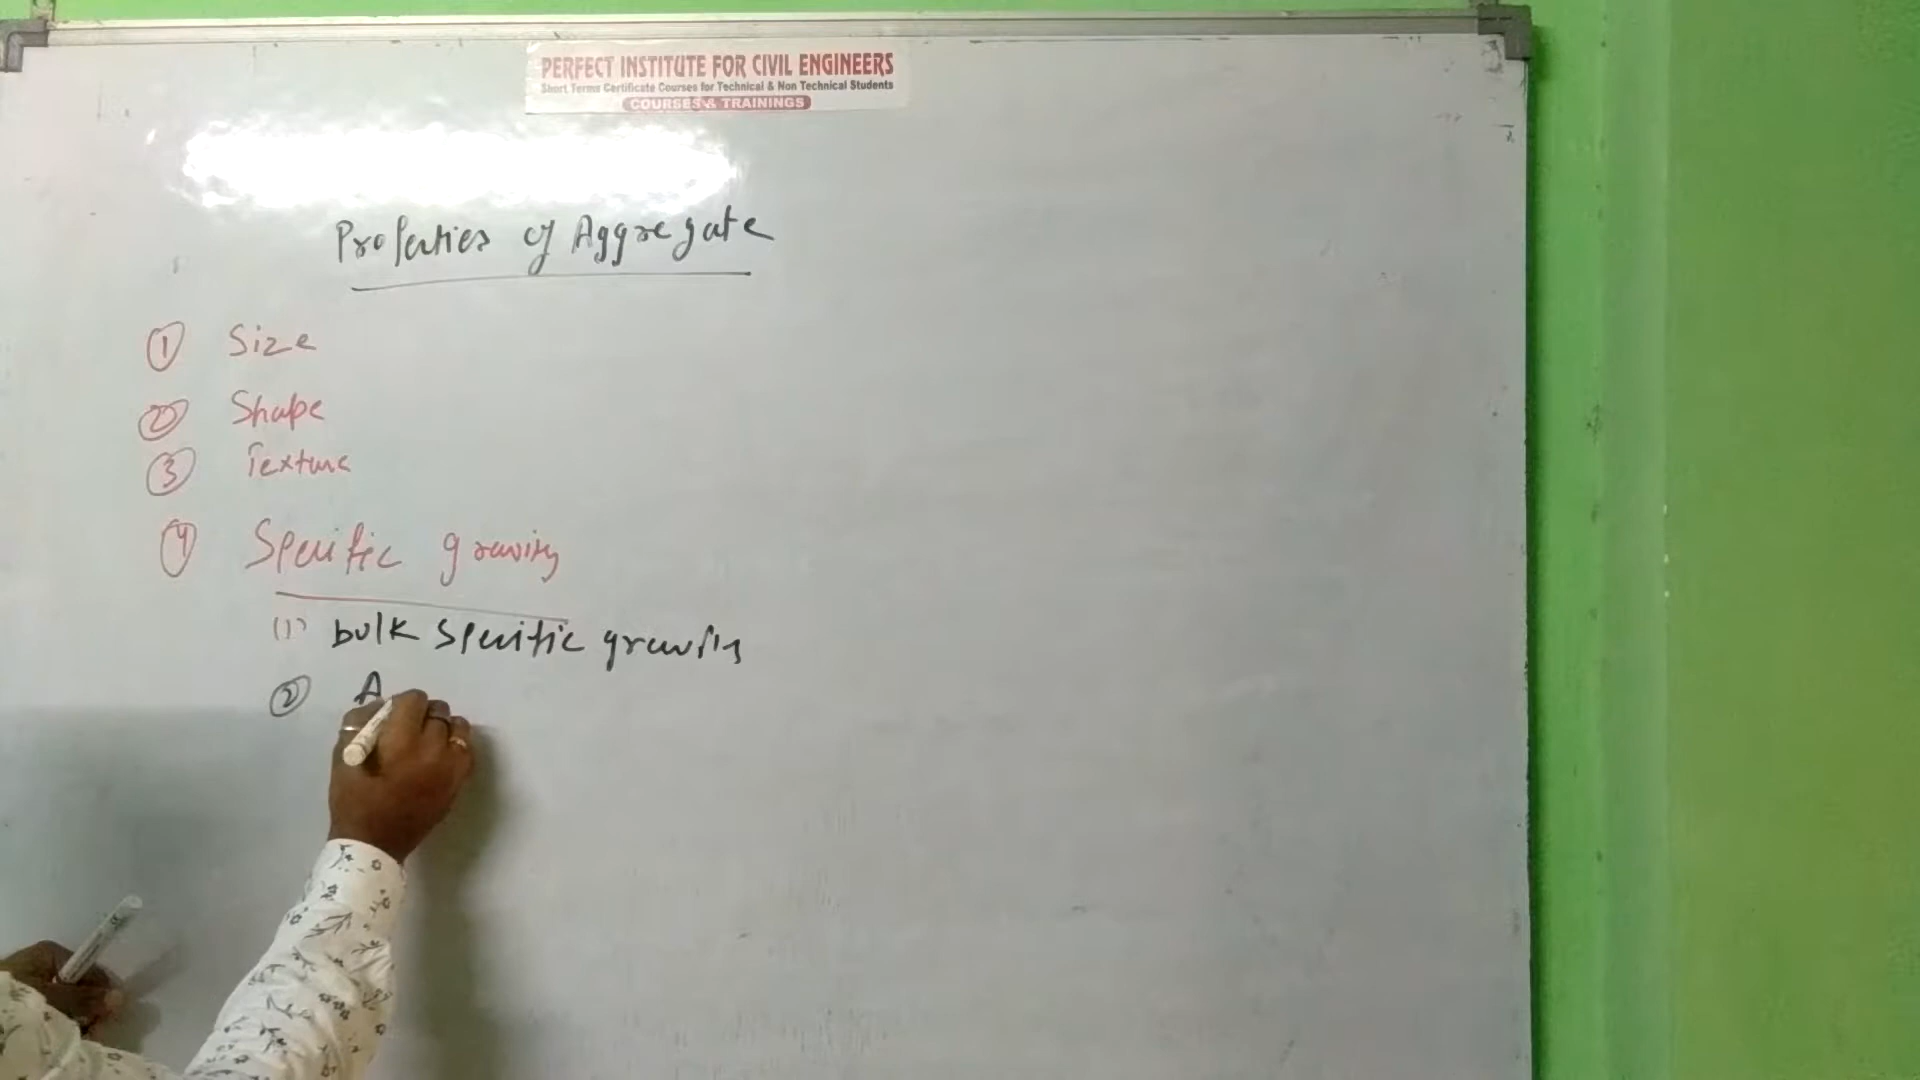 PERFECT INSTITUTE FOR CIVIL ENGINEERS
Short Terms Certificate Courses for Technical & Non Technical Students
COURSES & TRAININGS
Properties of Aggregate
① Size
② Shape
③ Texture
④ Specific gravity
(1) bulk specific gravity
② A